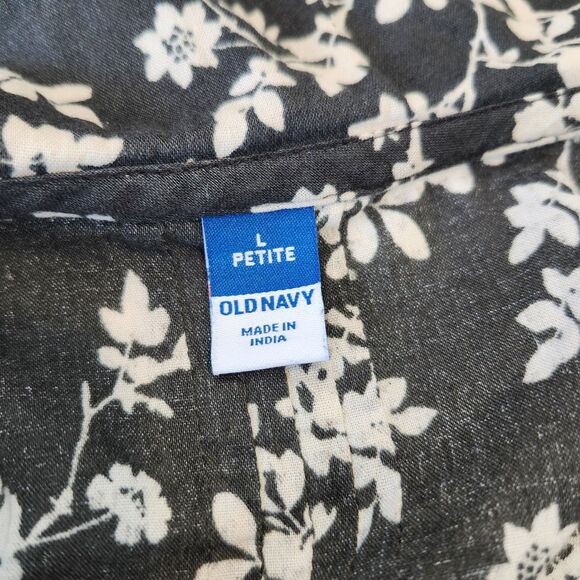 L
PETITE
OLD NAVY
MADE IN
INDIA